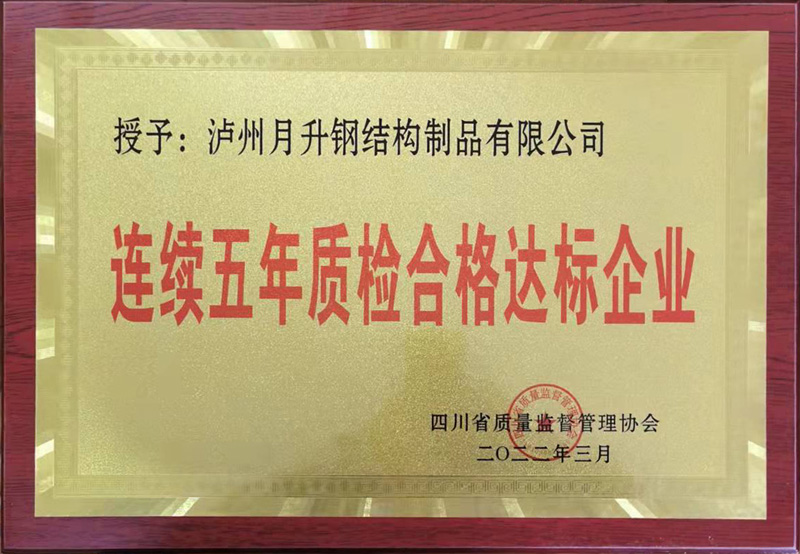 授予：泸州月升钢结构制品有限公司
连续五年质检合格达标企业
四川省质量监督管理协会
二〇二二年三月